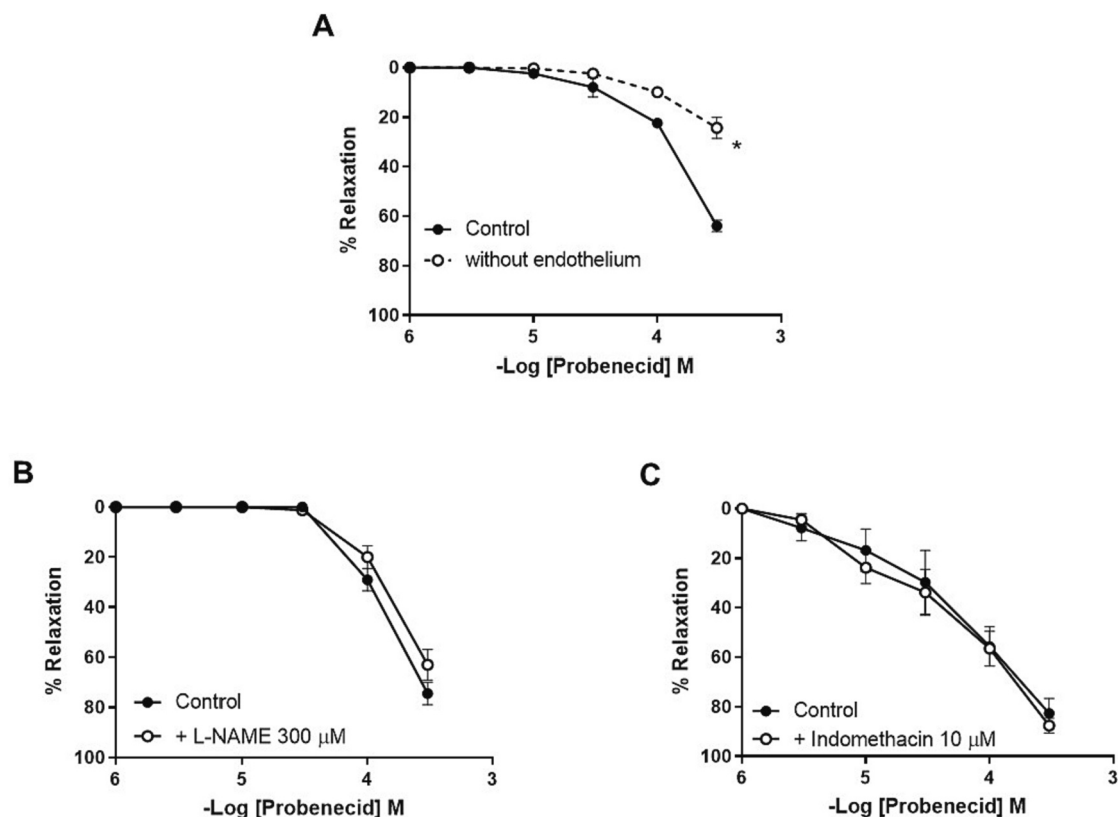 A
0
20
40
60
80
100
% Relaxation
Control
without endothelium
*
6 5 4 3
-Log [Probenecid] M
B
0
20
40
60
80
100
% Relaxation
Control
+ L-NAME 300 μM
6 5 4 3
-Log [Probenecid] M
C
0
20
40
60
80
100
% Relaxation
Control
+ Indomethacin 10 μM
6 5 4 3
-Log [Probenecid] M